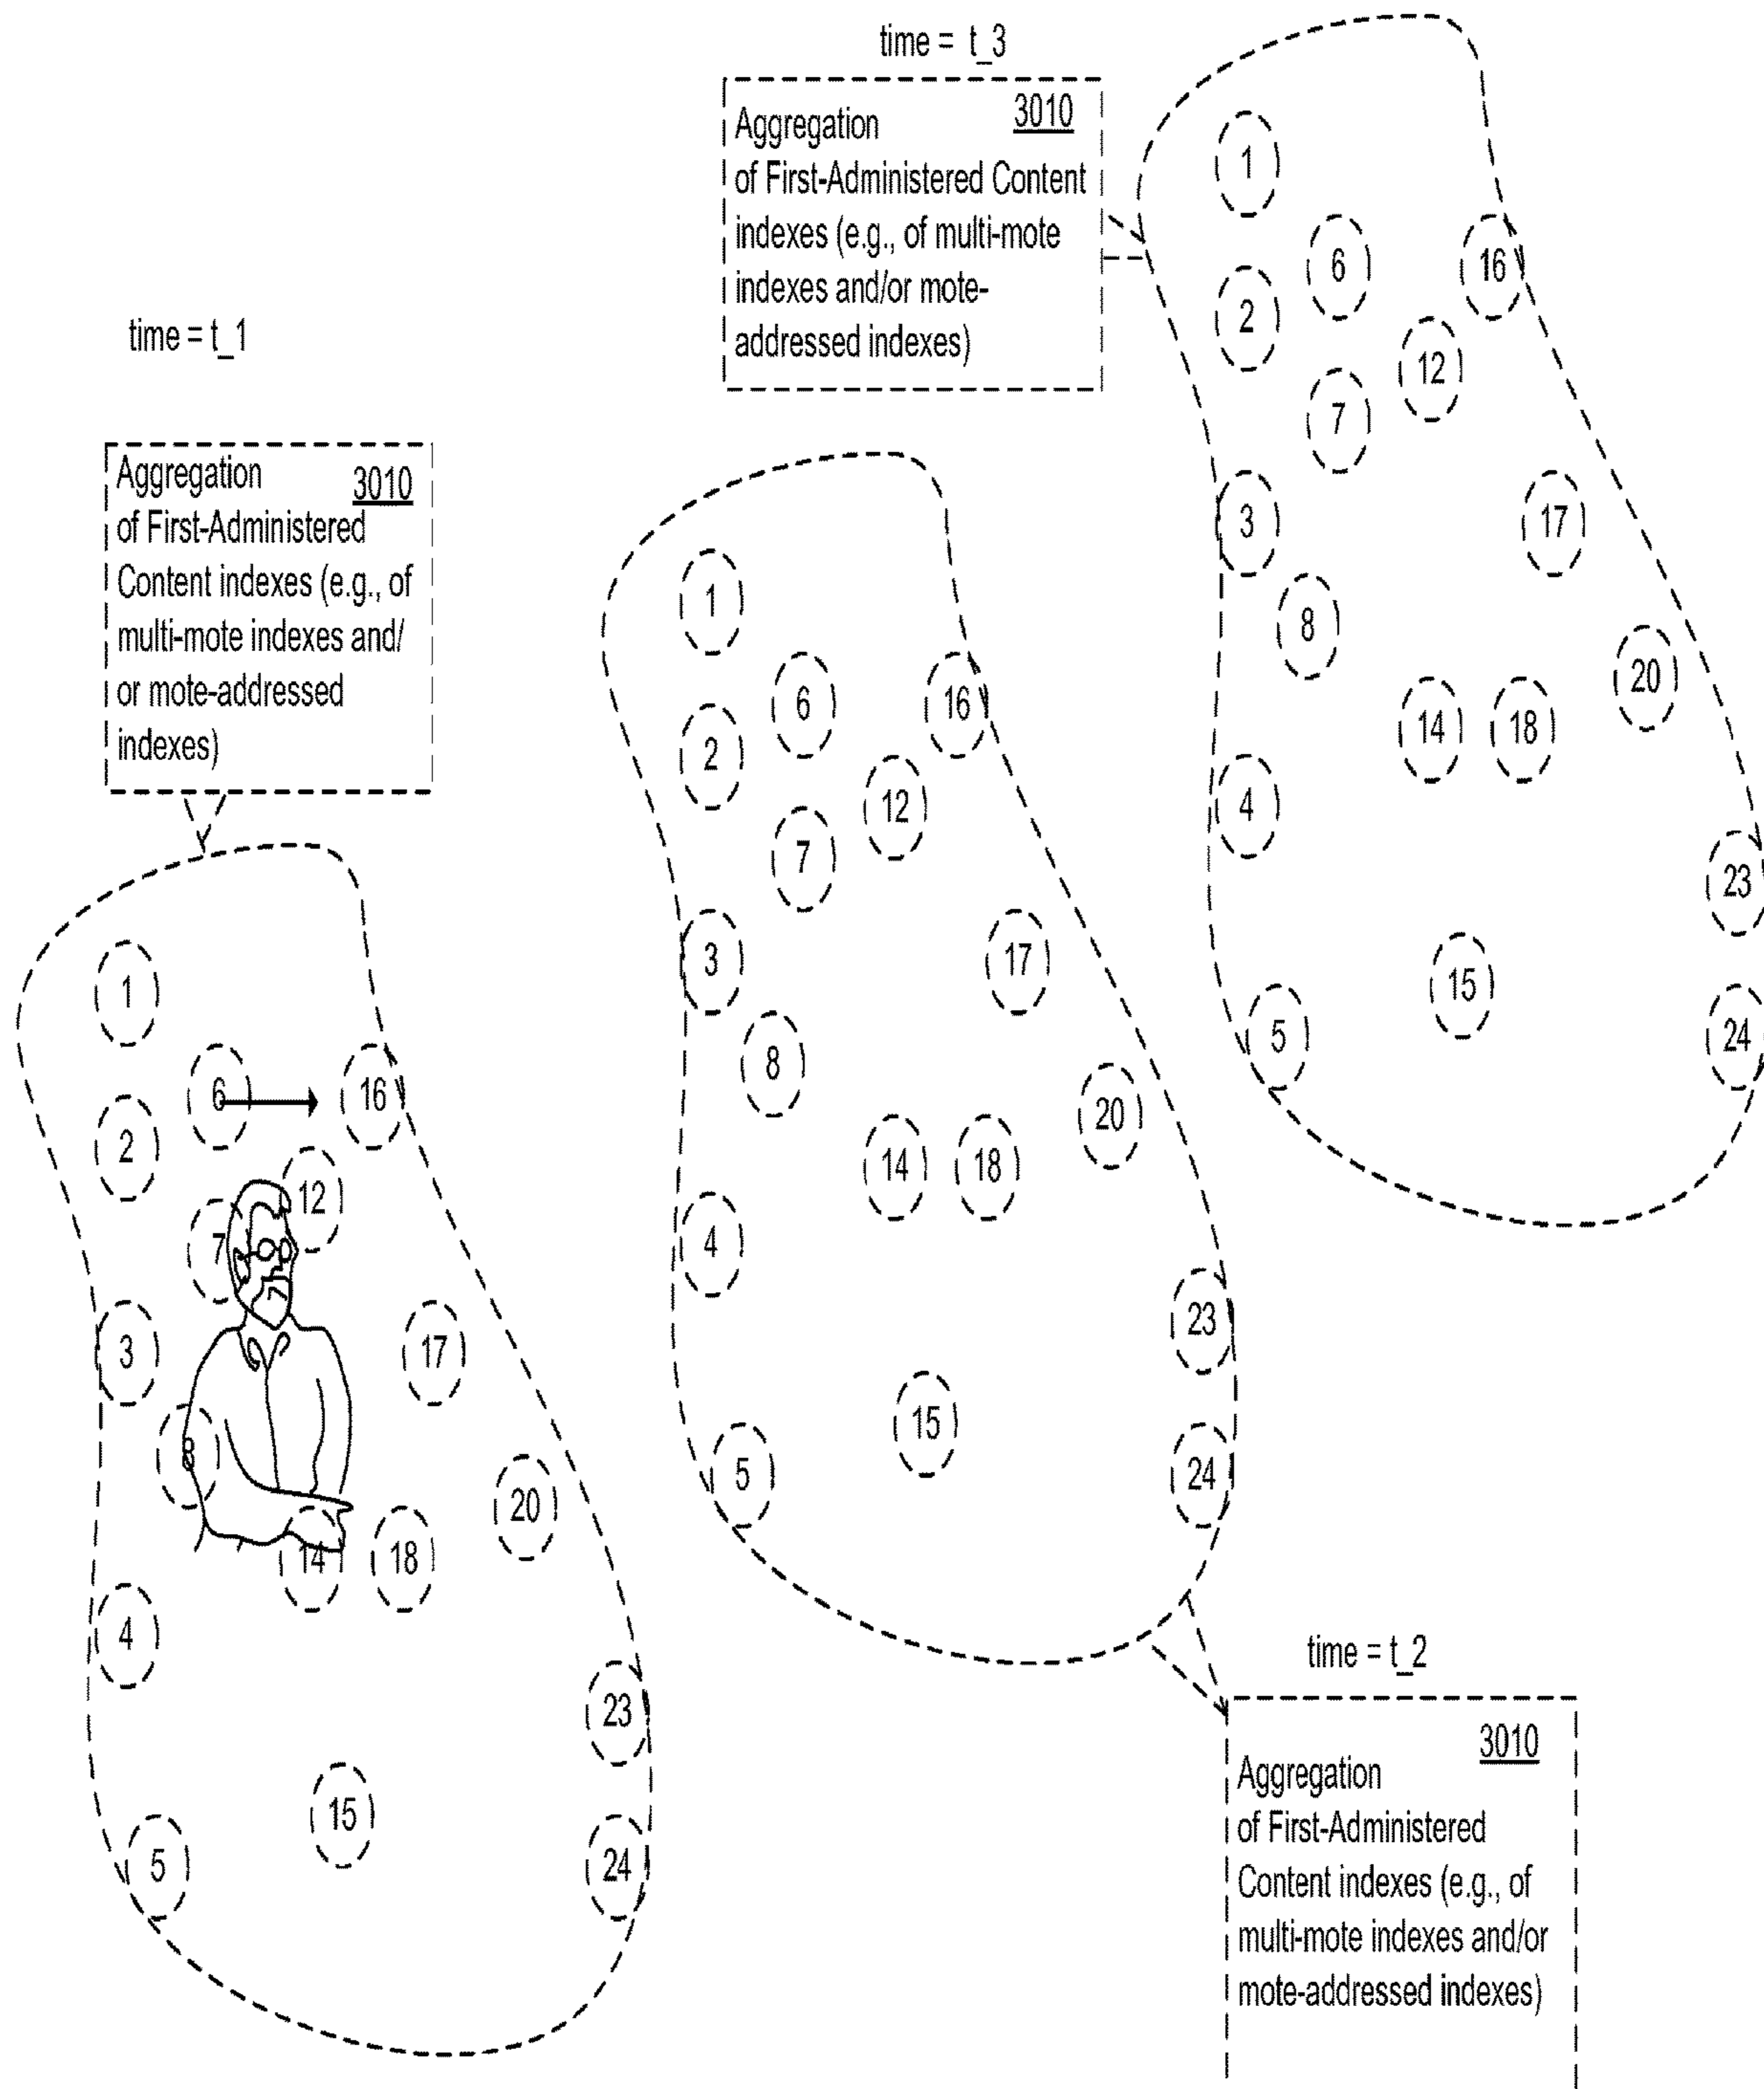 time = t_1
Aggregation 3010
of First-Administered
Content indexes (e.g., of
multi-mote indexes and/
or mote-addressed
indexes)
1
6
16
2
12
7
3
17
8
20
14
18
4
23
15
5
24
time = t_3
Aggregation 3010
of First-Administered Content
indexes (e.g., of multi-mote
indexes and/or mote-
addressed indexes)
1
6
16
2
12
7
3
17
8
20
14
18
4
23
15
5
24
1
6
16
2
12
7
3
17
8
20
14
18
4
23
15
5
24
time = t_2
3010
Aggregation
of First-Administered
Content indexes (e.g., of
multi-mote indexes and/or
mote-addressed indexes)